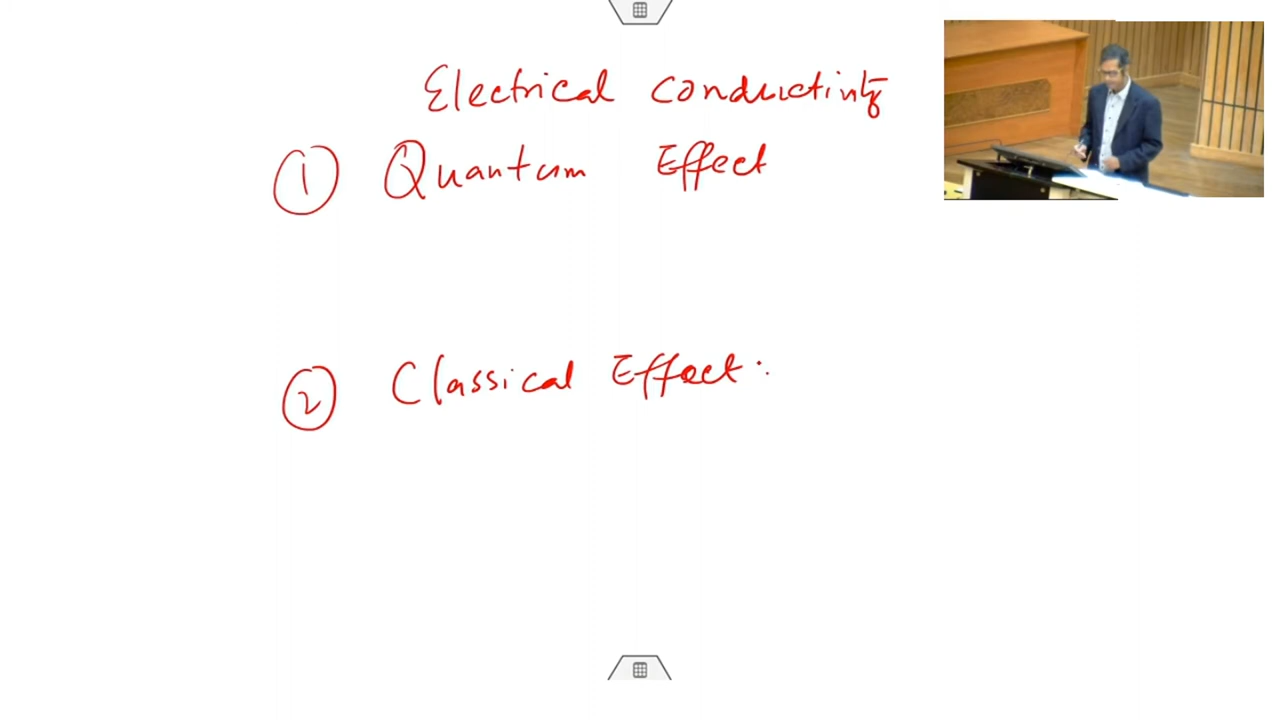 Electrical conductivity
① Quantum Effect
② Classical Effect: